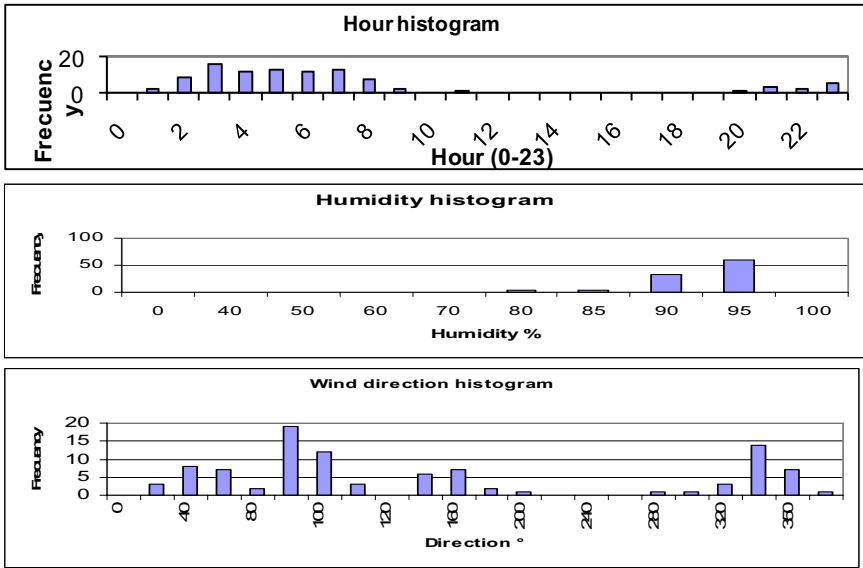 Hour histogram
Frecuenc
y
20
0
0 2 4 6 8 10 12 14 16 18 20 22
Hour (0-23)
Humidity histogram
Frecuency
100
50
0
0 40 50 60 70 80 85 90 95 100
Humidity %
Wind direction histogram
Frecuency
20
15
10
5
0
0 40 80 100 120 160 200 240 280 320 350
Direction °